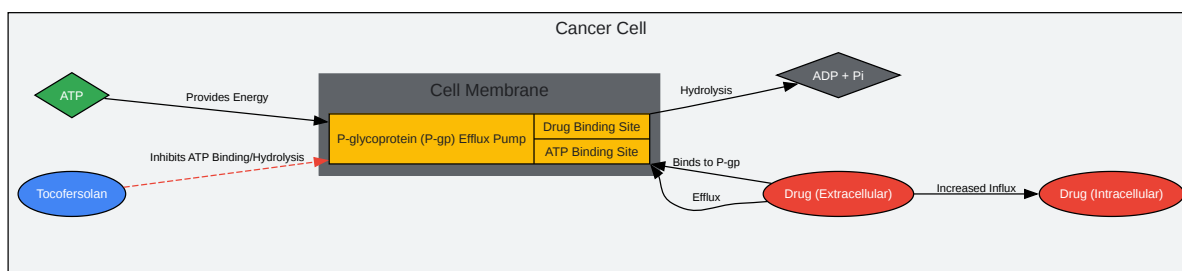 Cancer Cell
ATP
Provides Energy
Cell Membrane
Hydrolysis
ADP + Pi
P-glycoprotein (P-gp) Efflux Pump
Drug Binding Site
ATP Binding Site
Inhibits ATP Binding/Hydrolysis
Tocofersolan
Binds to P-gp
Efflux
Drug (Extracellular)
Increased Influx
Drug (Intracellular)